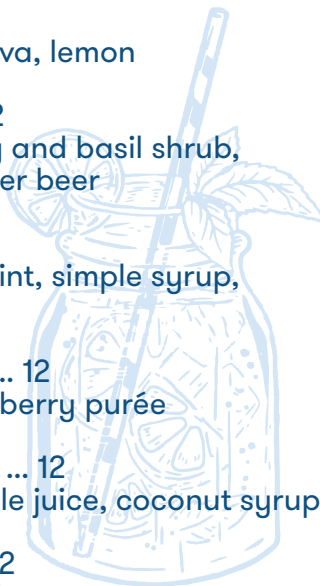 va, lemon
2
y and basil shrub,
er beer
int, simple syrup,
.. 12
berry purée
... 12
le juice, coconut syrup
2